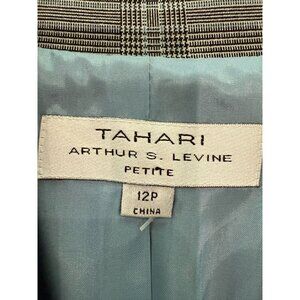 TAHARI
ARTHUR S. LEVINE
PETITE
12P
CHINA